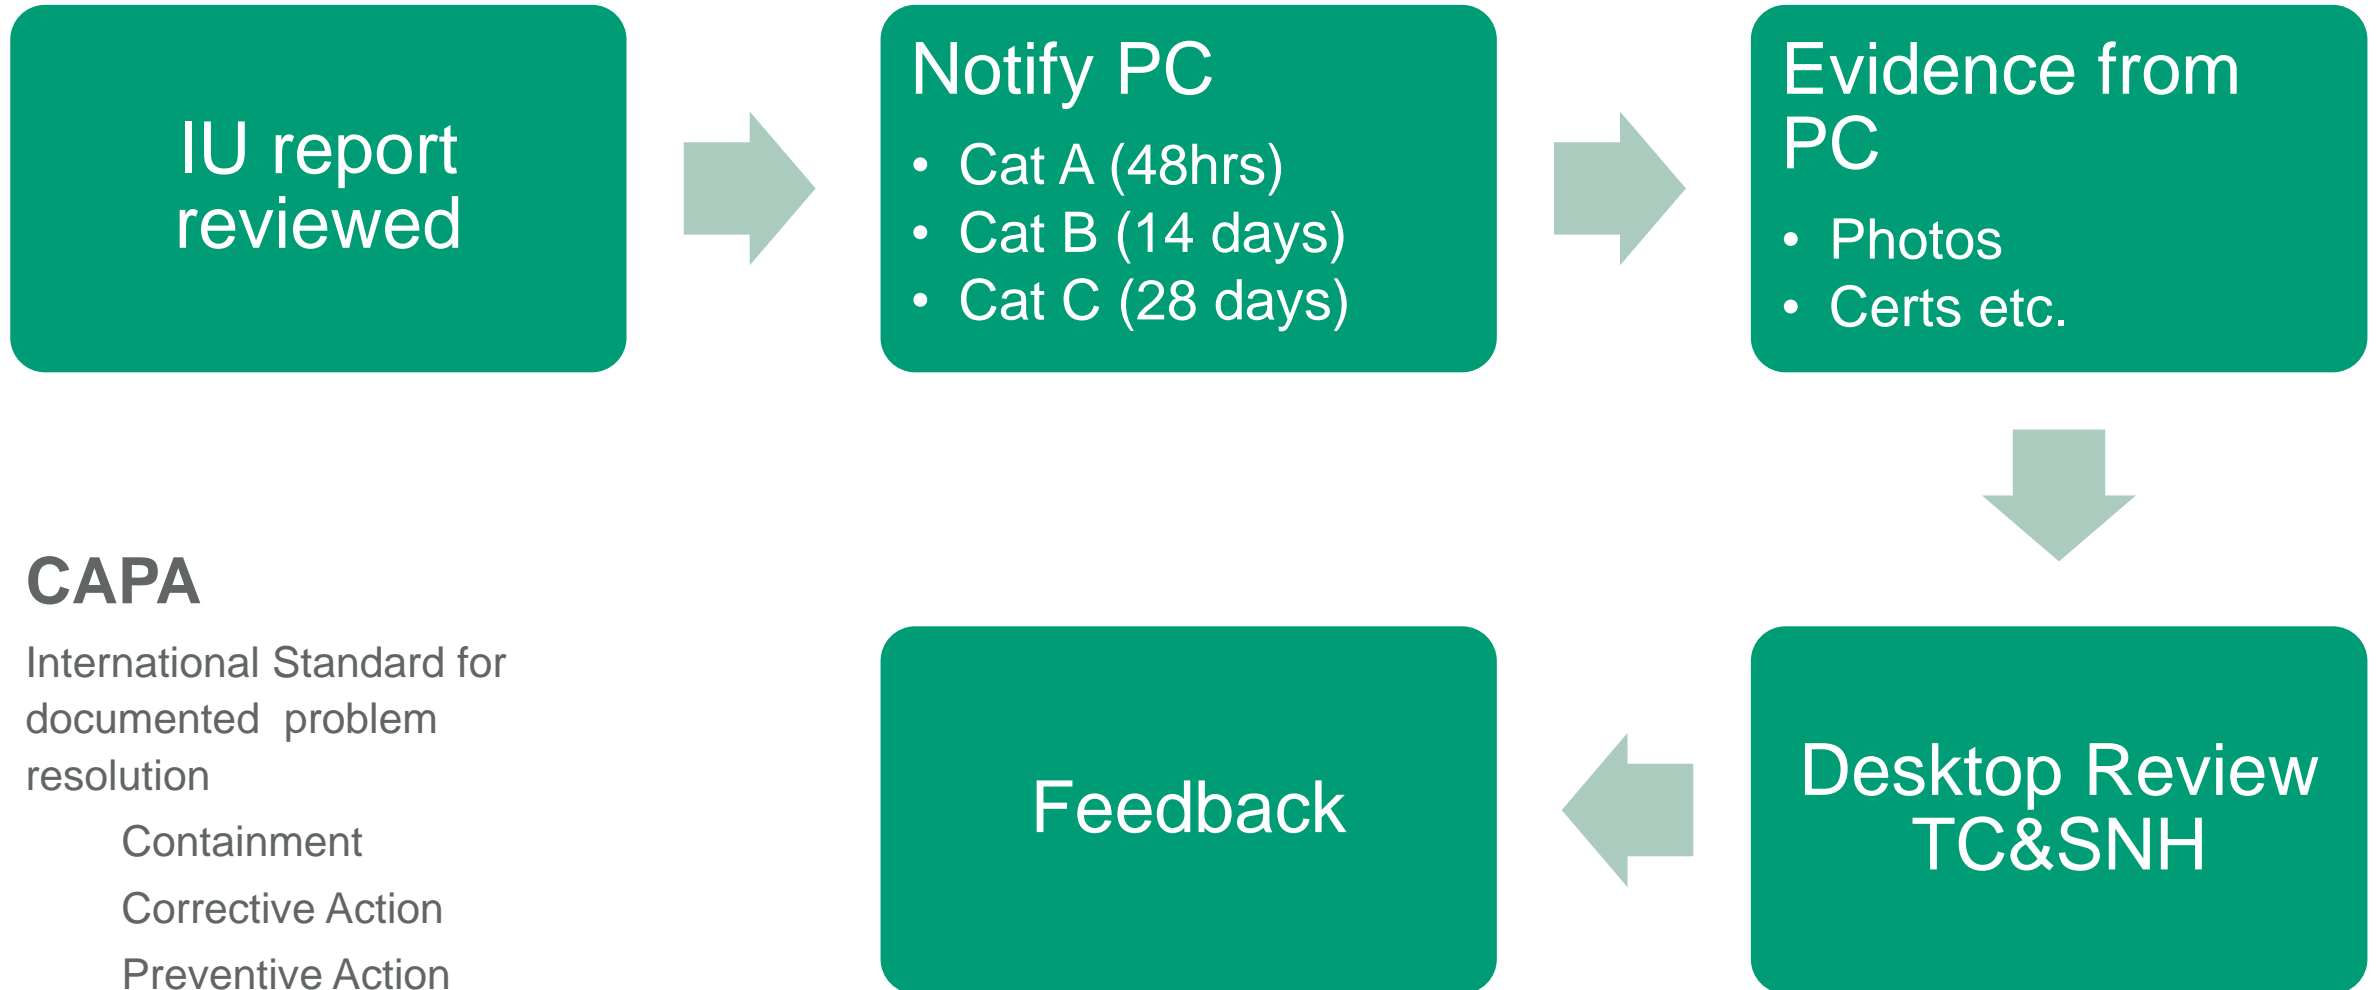 IU report
reviewed
Notify PC
• Cat A (48hrs)
• Cat B (14 days)
• Cat C (28 days)
Evidence from
PC
• Photos
• Certs etc.
Desktop Review
TC&SNH
Feedback
CAPA
International Standard for
documented  problem
resolution
Containment
Corrective Action
Preventive Action